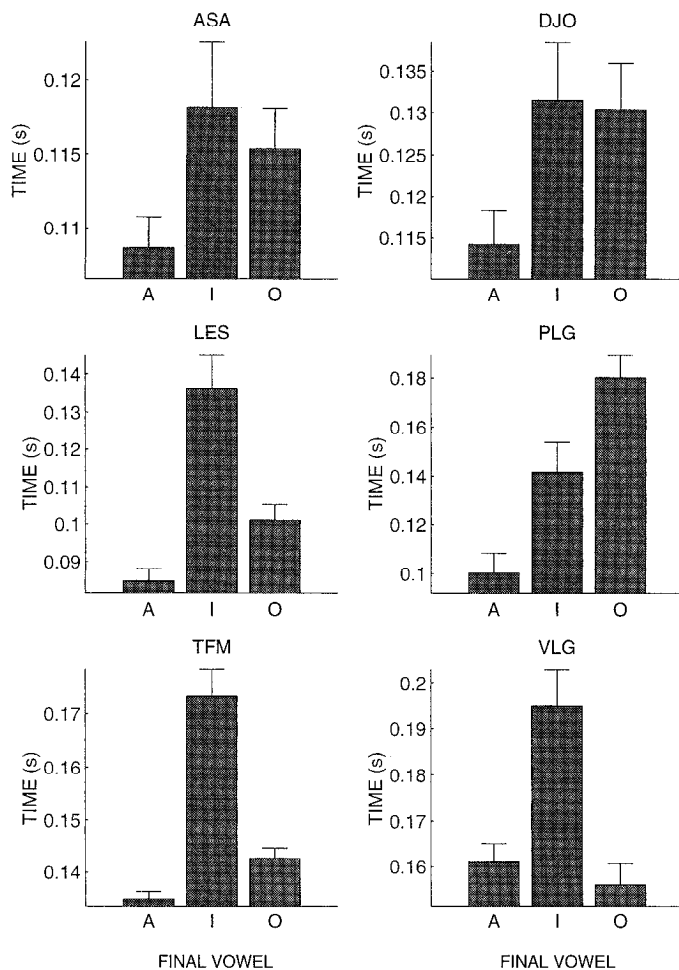 ASA
TIME (s)
0.12
0.115
0.11
A I O
DJO
TIME (s)
0.135
0.13
0.125
0.12
0.115
A I O
LES
TIME (s)
0.14
0.13
0.12
0.11
0.1
0.09
A I O
PLG
TIME (s)
0.18
0.16
0.14
0.12
0.1
A I O
TFM
TIME (s)
0.17
0.16
0.15
0.14
A I O
FINAL VOWEL
VLG
TIME (s)
0.2
0.19
0.18
0.17
0.16
A I O
FINAL VOWEL